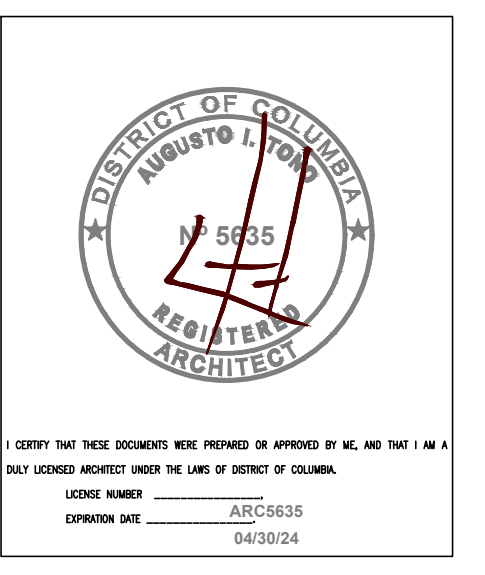 DISTRICT OF COLUMBIA
AUGUSTO I. TONO
Nº 5635
REGISTERED
ARCHITECT
I CERTIFY THAT THESE DOCUMENTS WERE PREPARED OR APPROVED BY ME, AND THAT I AM A
DULY LICENSED ARCHITECT UNDER THE LAWS OF DISTRICT OF COLUMBIA.
LICENSE NUMBER ________________,
ARC5635
EXPIRATION DATE ________________.
04/30/24